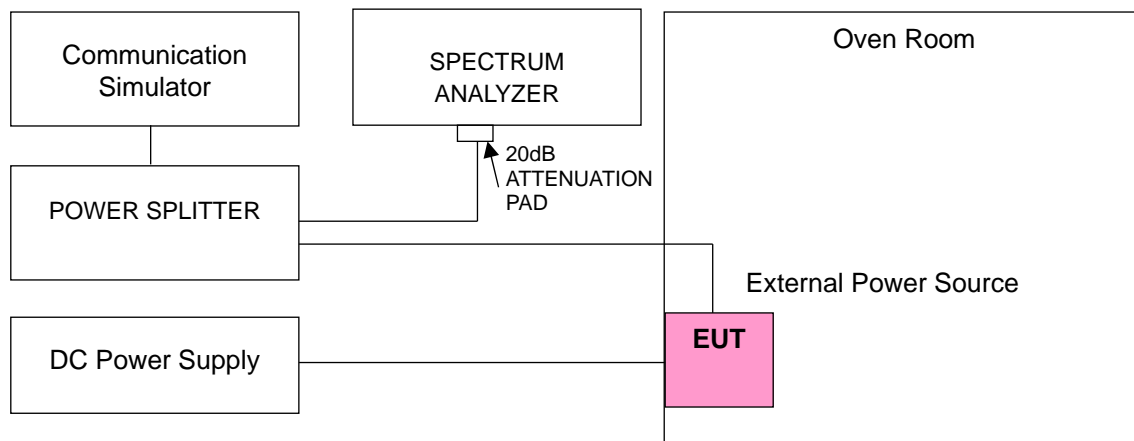 Communication
Simulator
SPECTRUM
ANALYZER
Oven Room
20dB
ATTENUATION
PAD
POWER SPLITTER
External Power Source
EUT
DC Power Supply